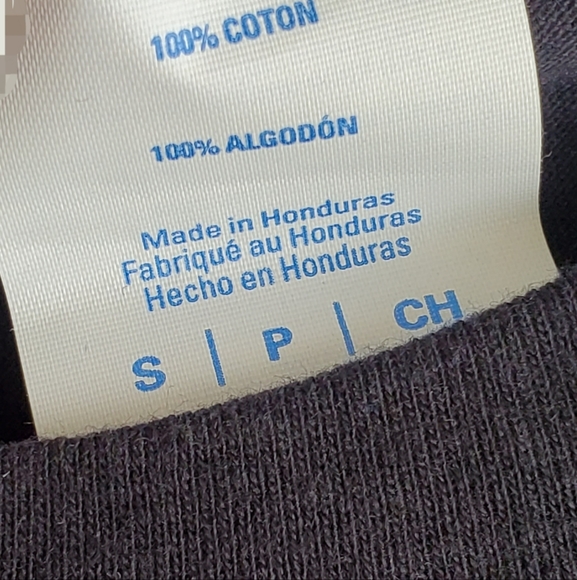 100% COTON
100% ALGODÓN
Made in Honduras
Fabriqué au Honduras
Hecho en Honduras
S | P | CH